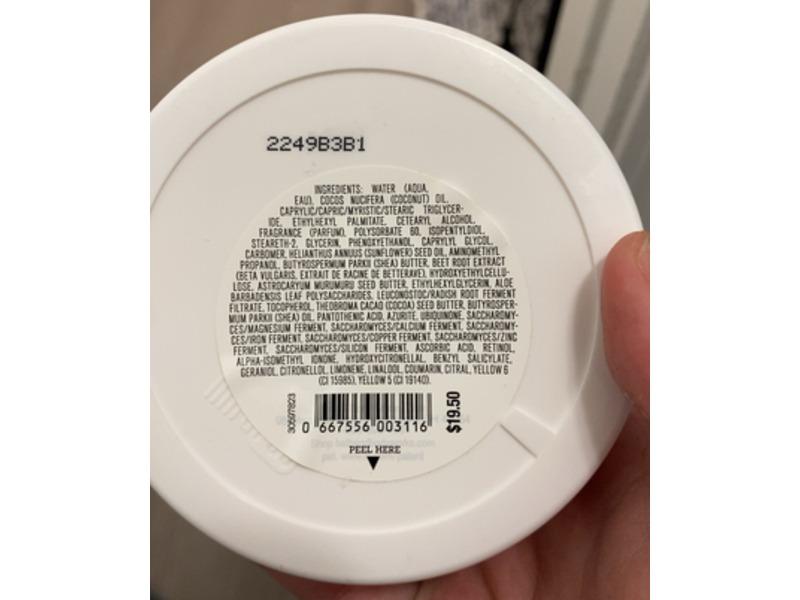 2249B3B1
INGREDIENTS: WATER (AQUA,
EAU), COCOS NUCIFERA (COCONUT) OIL,
CAPRYLIC/CAPRIC/MYRISTIC/STEARIC TRIGLYCER-
IDE, ETHYLHEXYL PALMITATE, CETEARYL ALCOHOL,
FRAGRANCE (PARFUM), POLYSORBATE 60, ISOPENTYLDIOL,
STEARETH-2, GLYCERIN, PHENOXYETHANOL, CAPRYLYL GLYCOL,
CARBOMER, HELIANTHUS ANNUUS (SUNFLOWER) SEED OIL, AMINOMETHYL
PROPANOL, BUTYROSPERMUM PARKII (SHEA) BUTTER, BEET ROOT EXTRACT
(BETA VULGARIS, EXTRAIT DE RACINE DE BETTERAVE), HYDROXYETHYLCELLU-
LOSE, ASTROCARYUM MURUMURU SEED BUTTER, ETHYLHEXYLGLYCERIN, ALOE
BARBADENSIS LEAF POLYSACCHARIDES, LEUCONOSTOC/RADISH ROOT FERMENT
FILTRATE, TOCOPHEROL, THEOBROMA CACAO (COCOA) SEED BUTTER, BUTYROSPER-
MUM PARKII (SHEA) OIL, PANTOTHENIC ACID, AZURITE, UBIQUINONE, SACCHAROMY-
CES/MAGNESIUM FERMENT, SACCHAROMYCES/CALCIUM FERMENT, SACCHAROMY-
CES/IRON FERMENT, SACCHAROMYCES/COPPER FERMENT, SACCHAROMYCES/ZINC
FERMENT, SACCHAROMYCES/SILICON FERMENT, ASCORBIC ACID, RETINOL,
ALPHA-ISOMETHYL IONONE, HYDROXYCITRONELLAL, BENZYL SALICYLATE,
GERANIOL, CITRONELLOL, LIMONENE, LINALOOL, COUMARIN, CITRAL, YELLOW 6
(CI 15985), YELLOW 5 (CI 19140).
30597823
0 667556 003116
$19.50
PEEL HERE